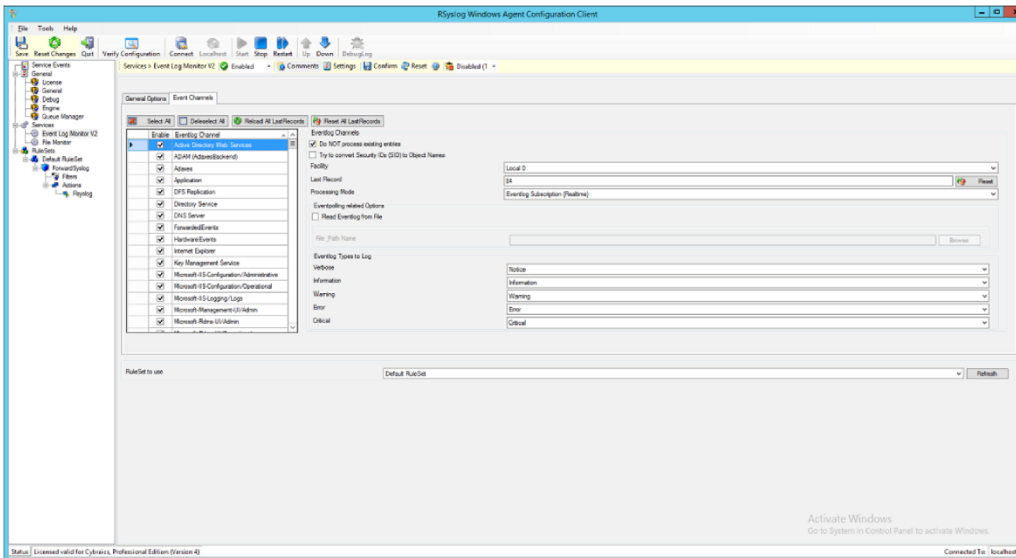 RSyslog Windows Agent Configuration Client
File Tools Help
Save Reset Changes Quit Verify Configuration Connect Localhost Start Stop Restart Up Down DebugLog
Services > Event Log Monitor V2 Enabled Comments Settings Confirm Reset Disabled (1
Service Events
General
License
General
Debug
Engine
Queue Manager
Services
Event Log Monitor V2
File Monitor
RuleSets
Default RuleSet
ForwardSyslog
Filters
Actions
Rsyslog
General Options Event Channels
Select All Deleselect All Reload All LastRecords Reset All LastRecords
Enable Eventlog Channel
Active Directory Web Services
ADAM (AdaxesBackend)
Adaxes
Application
DFS Replication
Directory Service
DNS Server
ForwardedEvents
HardwareEvents
Internet Explorer
Key Management Service
Microsoft-IIS-Configuration/Administrative
Microsoft-IIS-Configuration/Operational
Microsoft-IIS-Logging/Logs
Microsoft-Management-UI/Admin
Microsoft-Rdms-UI/Admin
Eventlog Channels
Do NOT process existing entries
Try to convert Security IDs (SID) to Object Names
Facility Local 0
Last Record 84 Reset
Processing Mode Eventlog Subscription (Realtime)
Eventpolling related Options
Read Eventlog from File
File_Path Name Browse
Eventlog Types to Log
Verbose Notice
Information Information
Warning Warning
Error Error
Critical Critical
RuleSet to use Default RuleSet Refresh
Activate Windows
Go to System in Control Panel to activate Windows.
Status Licensed valid for Cybraics, Professional Edition (Version 4) Connected To: localhost